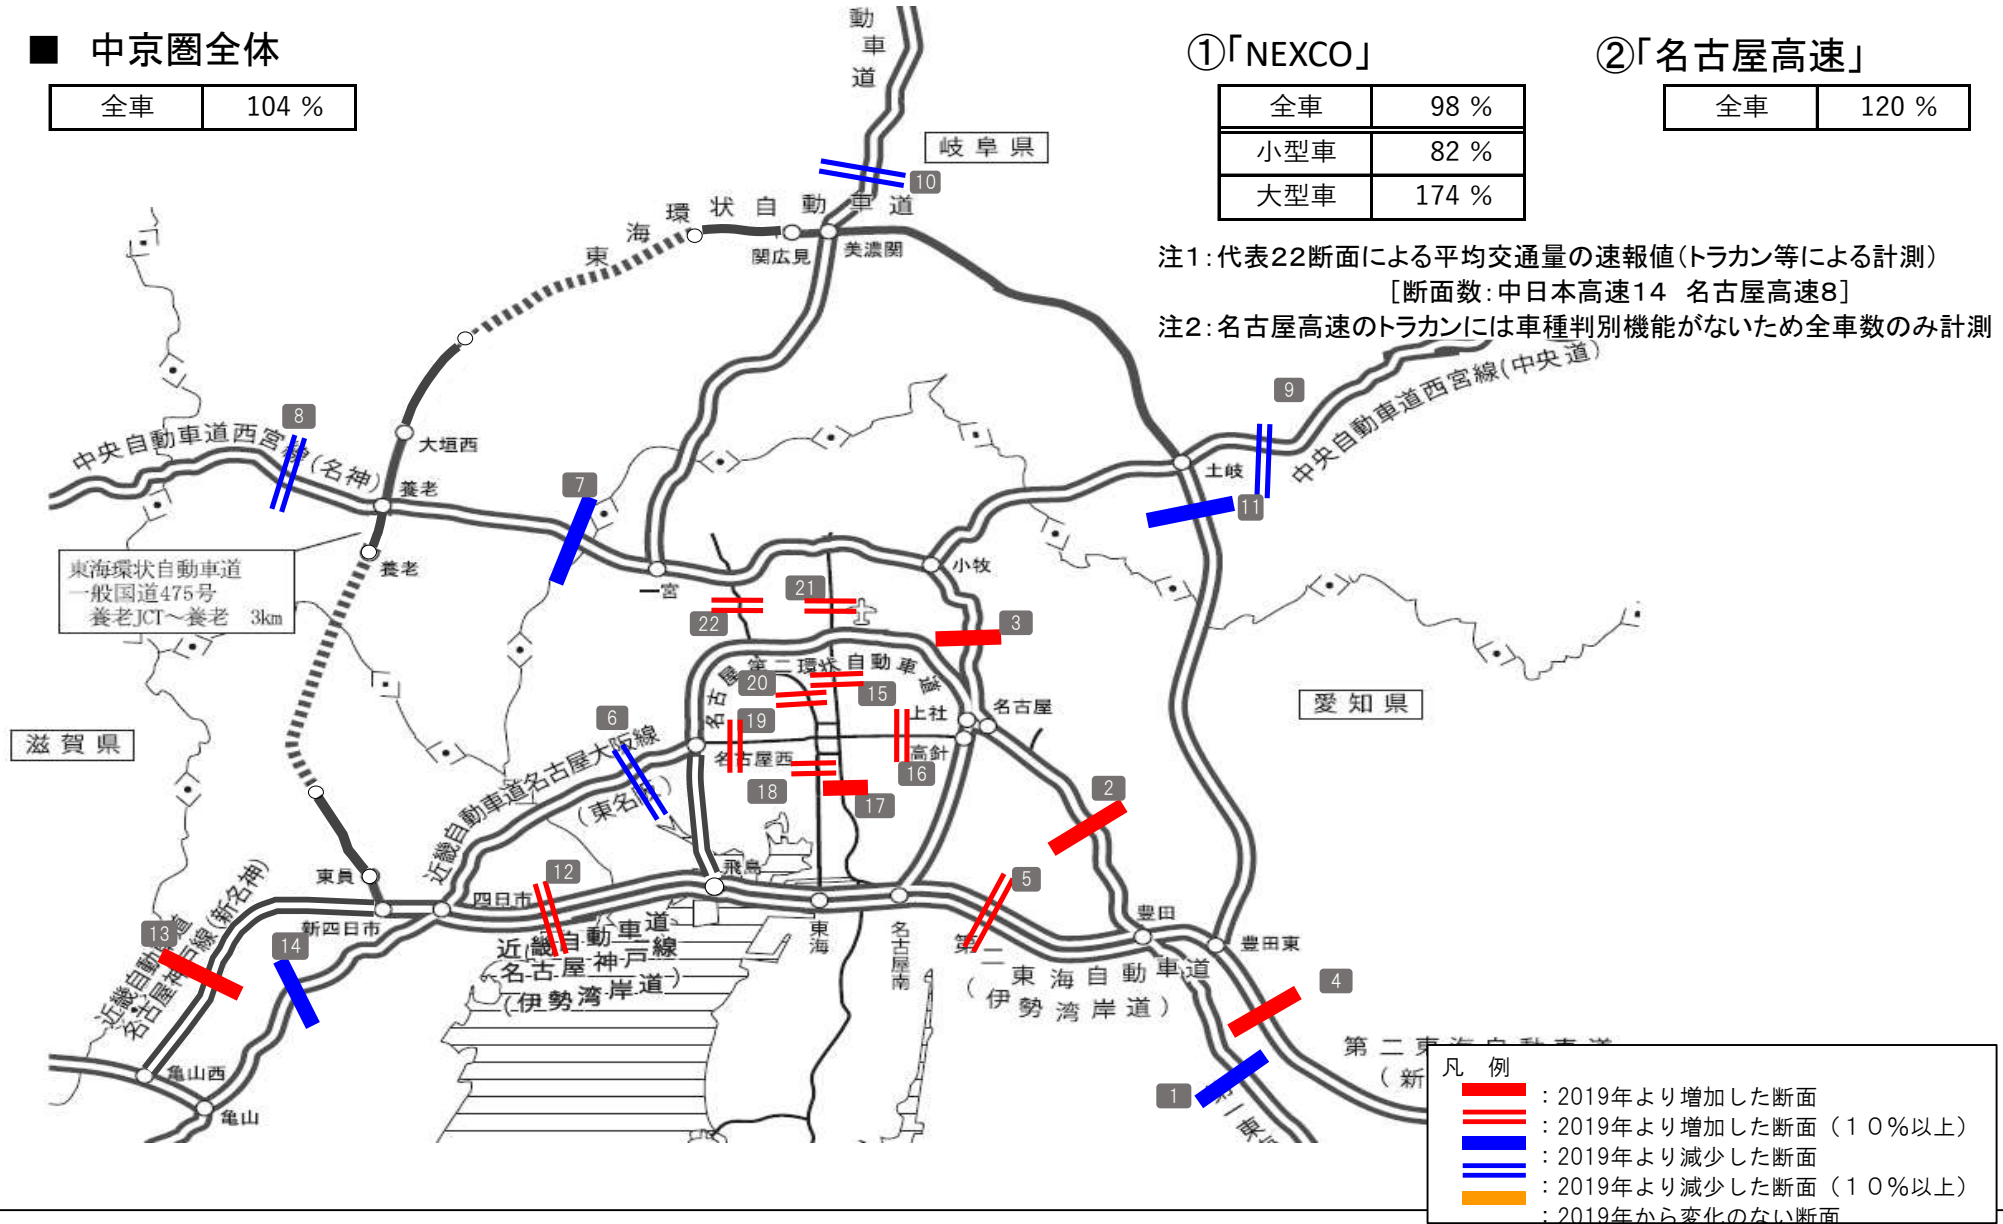 ■ 中京圏全体
全車 104 %
①「NEXCO」
全車 98 %
小型車 82 %
大型車 174 %
②「名古屋高速」
全車 120 %
注1：代表22断面による平均交通量の速報値（トラカン等による計測）
［断面数：中日本高速14 名古屋高速8］
注2：名古屋高速のトラカンには車種判別機能がないため全車数のみ計測
動車道
岐阜県
10
東海環状自動車道
関広見
美濃関
9
中央自動車道西宮線(中央道)
8
中央自動車道西宮線(名神)
大垣西
養老
7
土岐
11
養老
東海環状自動車道
一般国道475号
養老JCT～養老 3km
一宮
小牧
21
22
3
名古屋第二環状自動車道
20
15
19
上社
名古屋
愛知県
滋賀県
6
近畿自動車道名古屋大阪線
(東名阪)
名古屋西
高針
16
18
17
2
飛島
東員
12
5
四日市
新四日市
東海
名古屋南
豊田
豊田東
13
14
近畿自動車道
名古屋神戸線(新名神)
近畿自動車道
名古屋神戸線
(伊勢湾岸道)
第二東海自動車道
(伊勢湾岸道)
4
1
亀山西
亀山
第二東海自動車道
(新
第一東
凡 例
：2019年より増加した断面
：2019年より増加した断面（１０％以上）
：2019年より減少した断面
：2019年より減少した断面（１０％以上）
：2019年から変化のない断面